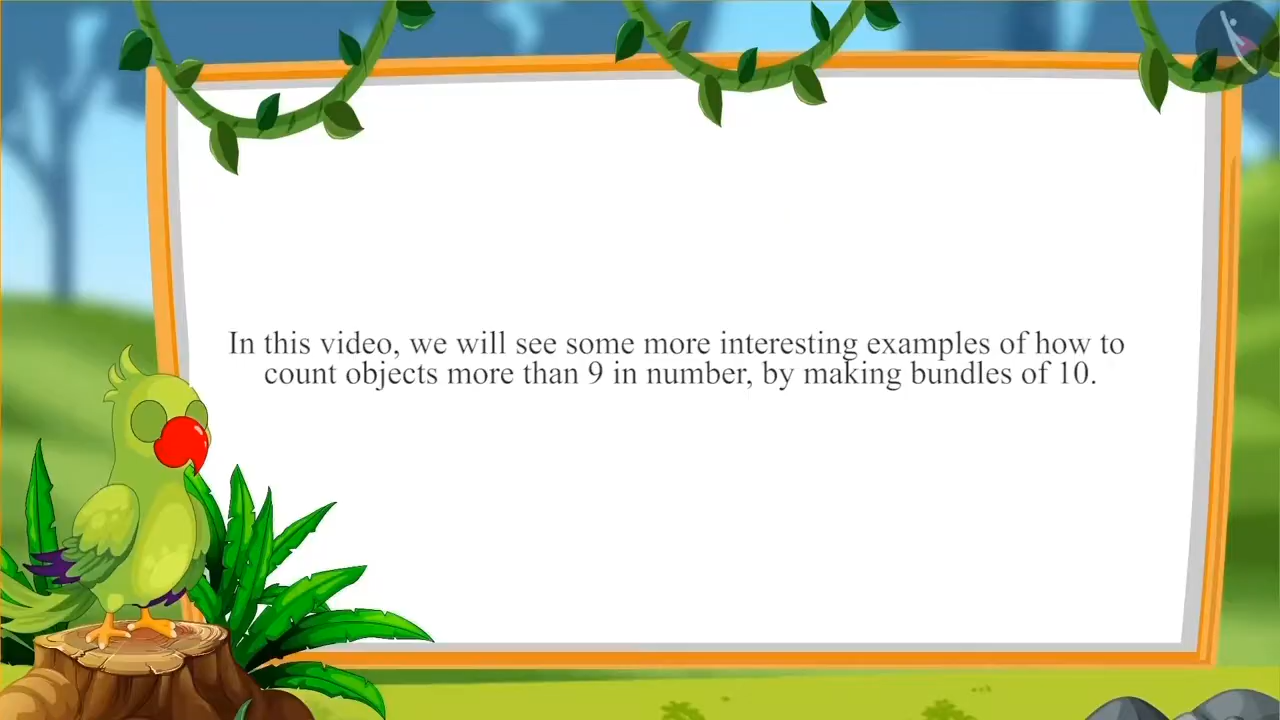 In this video, we will see some more interesting examples of how to
count objects more than 9 in number, by making bundles of 10.